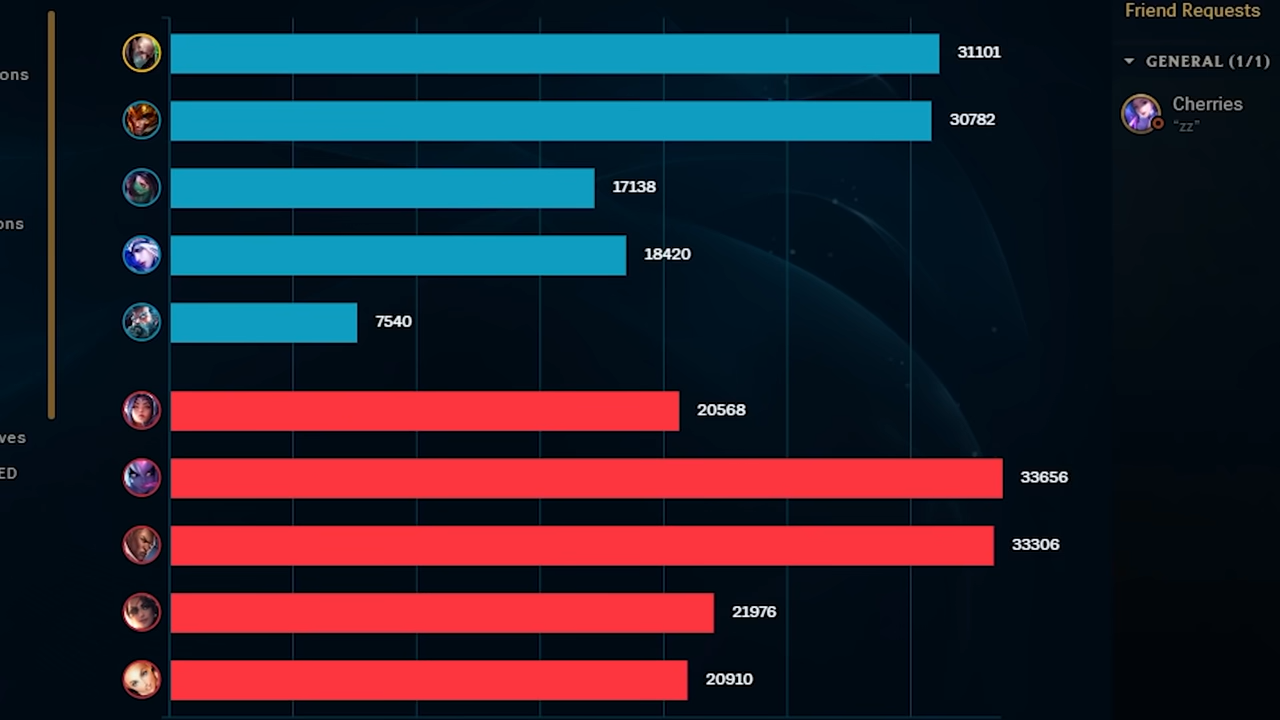 Friend Requests
GENERAL (1/1)
Cherries
“zz”
ons
ons
ves
ED
31101
30782
17138
18420
7540
20568
33656
33306
21976
20910